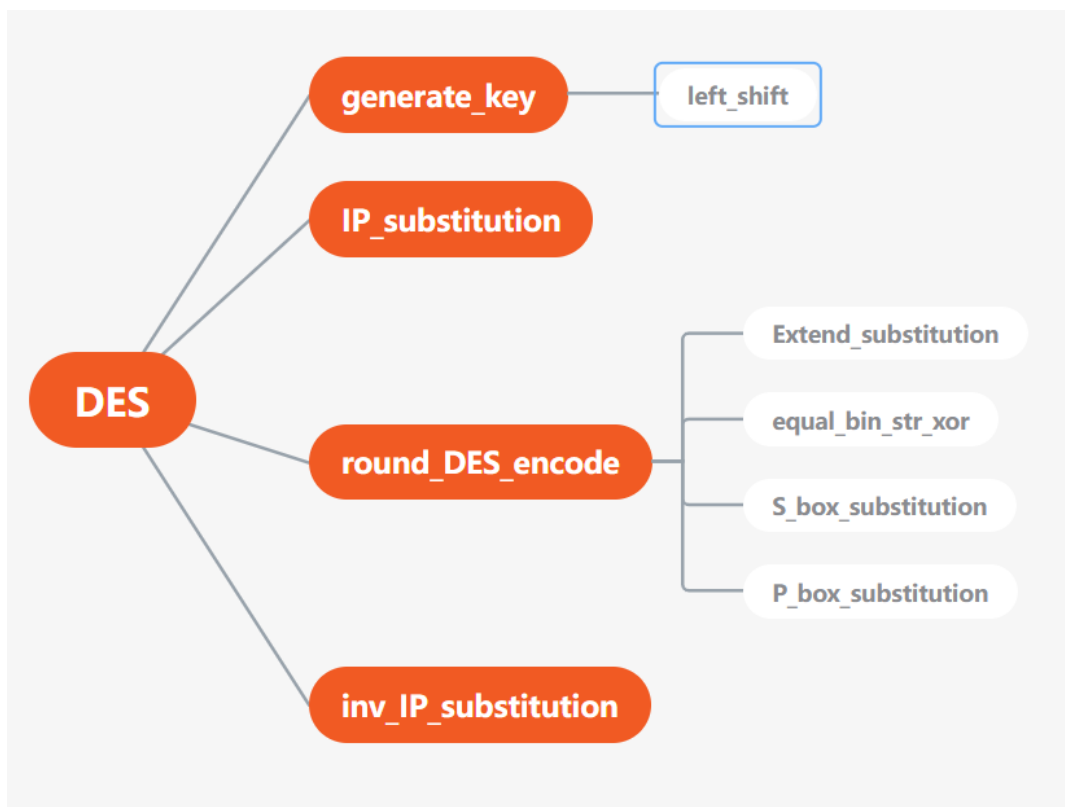 generate_key
left_shift
IP_substitution
Extend_substitution
DES
equal_bin_str_xor
round_DES_encode
S_box_substitution
P_box_substitution
inv_IP_substitution